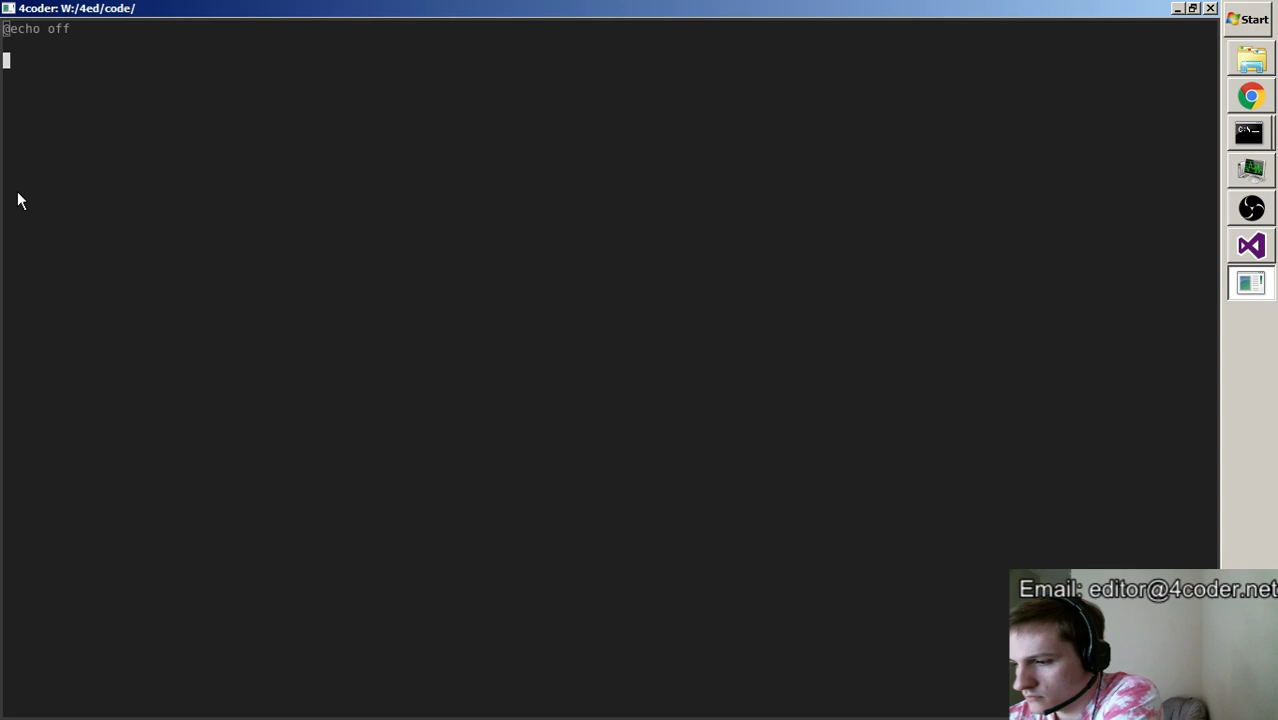 4coder: W:/4ed/code/
Start
@echo off
C:\
Email: editor@4coder.net